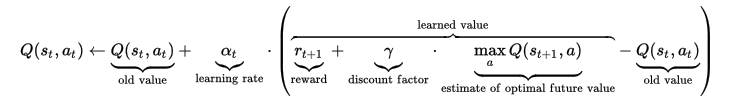 learned value
Q(s_t, a_t) ← Q(s_t, a_t) + α_t · ( r_{t+1} + γ · max_a Q(s_{t+1}, a) − Q(s_t, a_t) )
old value learning rate reward discount factor estimate of optimal future value old value